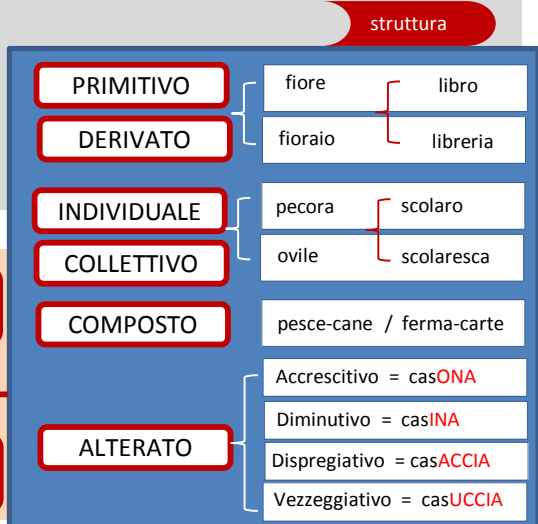 struttura
PRIMITIVO
fiore libro
DERIVATO
fioraio libreria
INDIVIDUALE
pecora scolaro
COLLETTIVO
ovile scolaresca
COMPOSTO
pesce-cane / ferma-carte
ALTERATO
Accrescitivo = casONA
Diminutivo = casINA
Dispregiativo = casACCIA
Vezzeggiativo = casUCCIA